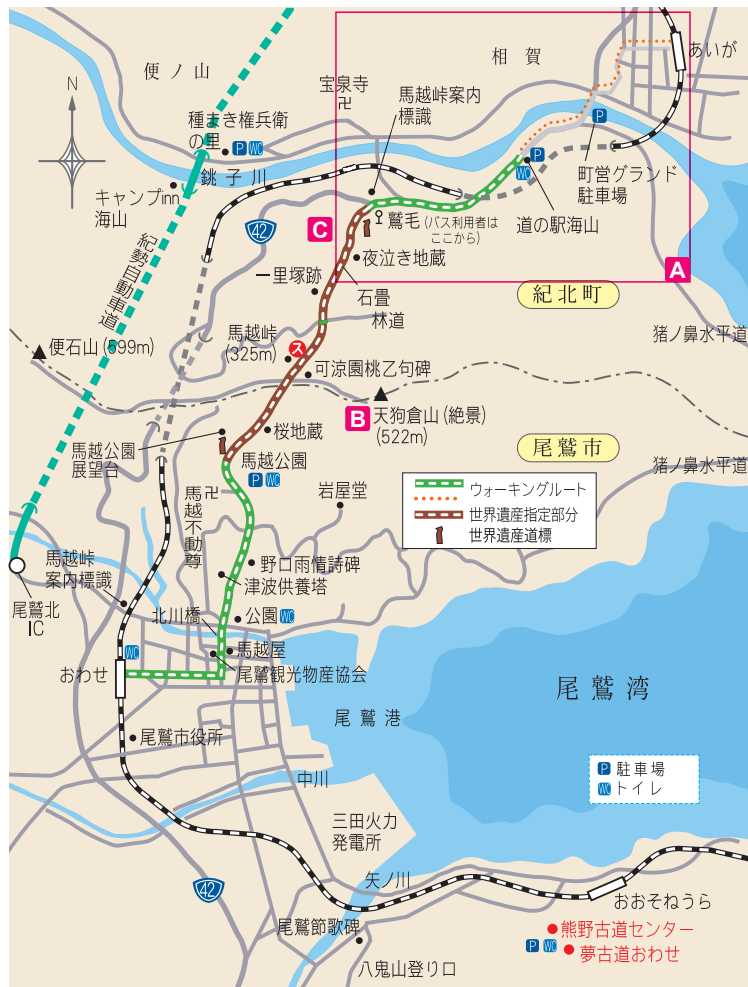 あいが
相賀
便ノ山
宝泉寺
卍
馬越峠案内
標識
N
種まき権兵衛
の里
P
WC
P
銚子川
P
WC
町営グランド
駐車場
キャンプinn
海山
42
C
鷲毛
(バス利用者は
ここから)
道の駅海山
A
紀勢自動車道
夜泣き地蔵
一里塚跡
石畳
紀北町
林道
猪ノ鼻水平道
便石山(599m)
馬越峠
(325m)
ス
可涼園桃乙句碑
B
天狗倉山(絶景)
(522m)
桜地蔵
尾鷲市
馬越公園
展望台
馬越公園
P
WC
猪ノ鼻水平道
馬越不動尊
卍
岩屋堂
ウォーキングルート
世界遺産指定部分
世界遺産道標
馬越峠
案内標識
野口雨情詩碑
津波供養塔
尾鷲北
IC
北川橋
公園
WC
WC
馬越屋
おわせ
尾鷲観光物産協会
尾鷲湾
尾鷲港
尾鷲市役所
P
駐車場
WC
トイレ
中川
三田火力
発電所
矢ノ川
42
おおそねうら
尾鷲節歌碑
熊野古道センター
P
WC
夢古道おわせ
八鬼山登り口